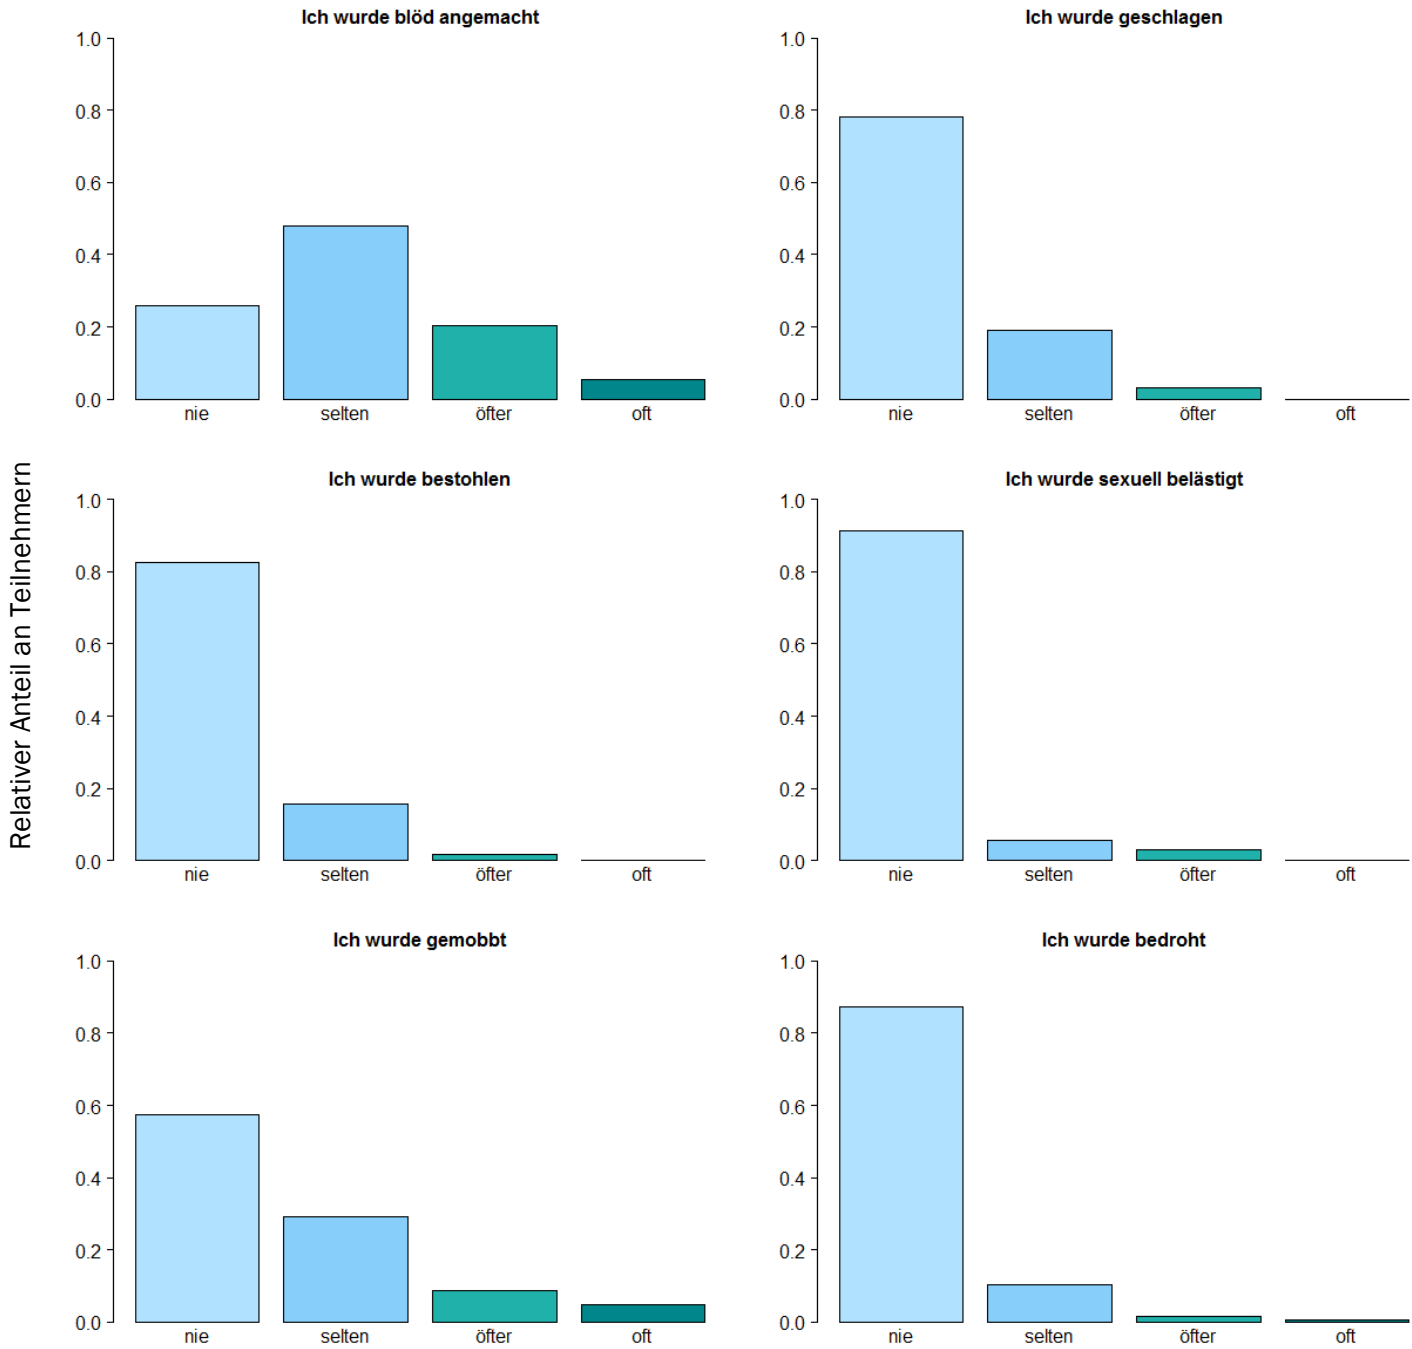 Relativer Anteil an Teilnehmern
Ich wurde blöd angemacht
1.0
0.8
0.6
0.4
0.2
0.0
nie selten öfter oft
Ich wurde geschlagen
1.0
0.8
0.6
0.4
0.2
0.0
nie selten öfter oft
Ich wurde bestohlen
1.0
0.8
0.6
0.4
0.2
0.0
nie selten öfter oft
Ich wurde sexuell belästigt
1.0
0.8
0.6
0.4
0.2
0.0
nie selten öfter oft
Ich wurde gemobbt
1.0
0.8
0.6
0.4
0.2
0.0
nie selten öfter oft
Ich wurde bedroht
1.0
0.8
0.6
0.4
0.2
0.0
nie selten öfter oft